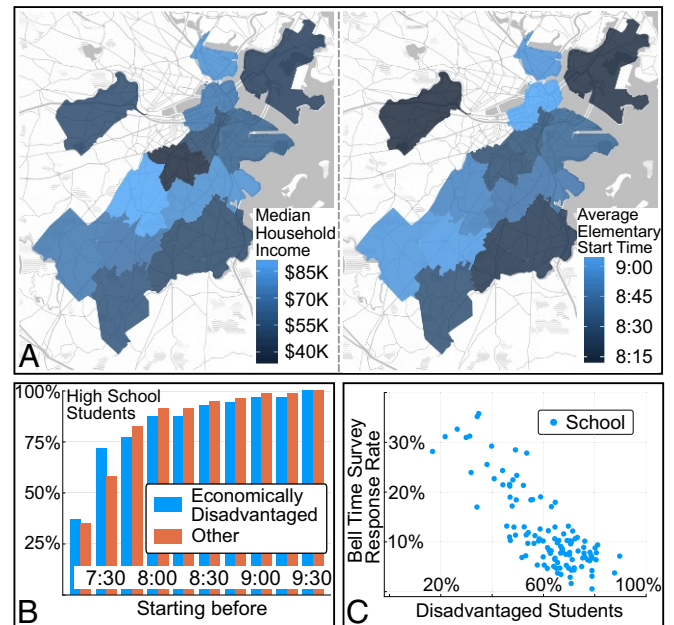 Median
Household
Income
$85K
$70K
$55K
$40K
A
Average
Elementary
Start Time
9:00
8:45
8:30
8:15
100%
75%
50%
25%
High School
Students
Economically
Disadvantaged
Other
7:30 8:00 8:30 9:00 9:30
Starting before
B
Bell Time Survey
Response Rate
30%
20%
10%
School
20% 60% 100%
Disadvantaged Students
C